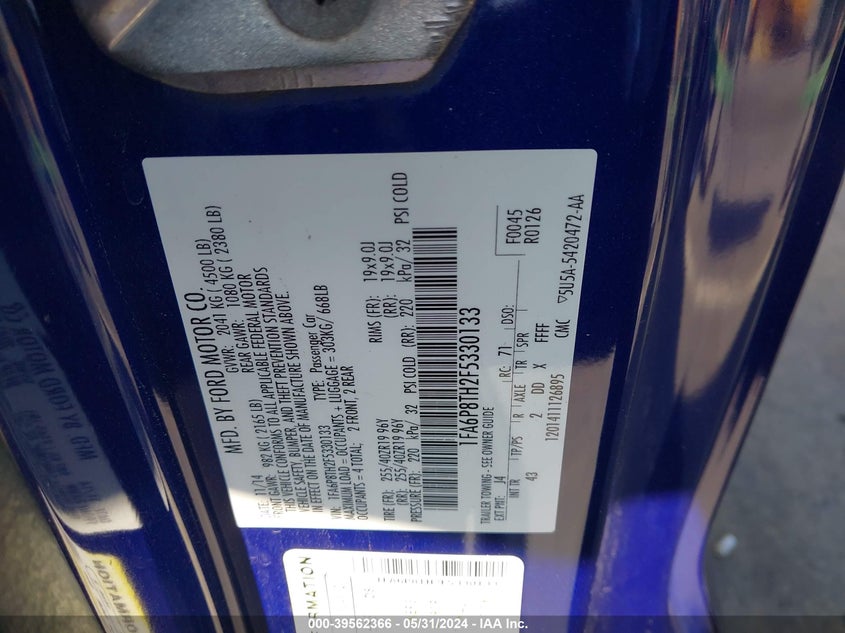 MFD. BY FORD MOTOR CO.
DATE: 11/14 GVWR: 2041 KG ( 4500 LB)
FRONT GAWR: 982 KG ( 2165 LB) REAR GAWR: 1080 KG ( 2380 LB)
THIS VEHICLE CONFORMS TO ALL APPLICABLE FEDERAL MOTOR
VEHICLE SAFETY, BUMPER, AND THEFT PREVENTION STANDARDS
IN EFFECT ON THE DATE OF MANUFACTURE SHOWN ABOVE.
VIN: 1FA6P8TH2F5330133 TYPE: Passenger Car
MAXIMUM LOAD = OCCUPANTS + LUGGAGE = 303KG/ 668LB
OCCUPANTS = 4 TOTAL; 2 FRONT, 2 REAR
TIRE (FR): 255/40ZR19 96Y RIMS (FR): 19x9.0J
(RR): 255/40ZR19 96Y (RR): 19x9.0J
PRESSURE (FR): 220 kPa/ 32 PSI COLD (RR): 220 kPa/ 32 PSI COLD
1FA6P8TH2F5330133
TRAILER TOWING - SEE OWNER GUIDE
EXT PNT: J4 RC: 71 DSO: F0045
INT TR TP/PS R AXLE TR SPR R0126
43 2 DD X FFFF
1201411126895 CMC ▽5U5A-5420472-AA
000-39562366 - 05/31/2024 - IAA Inc.